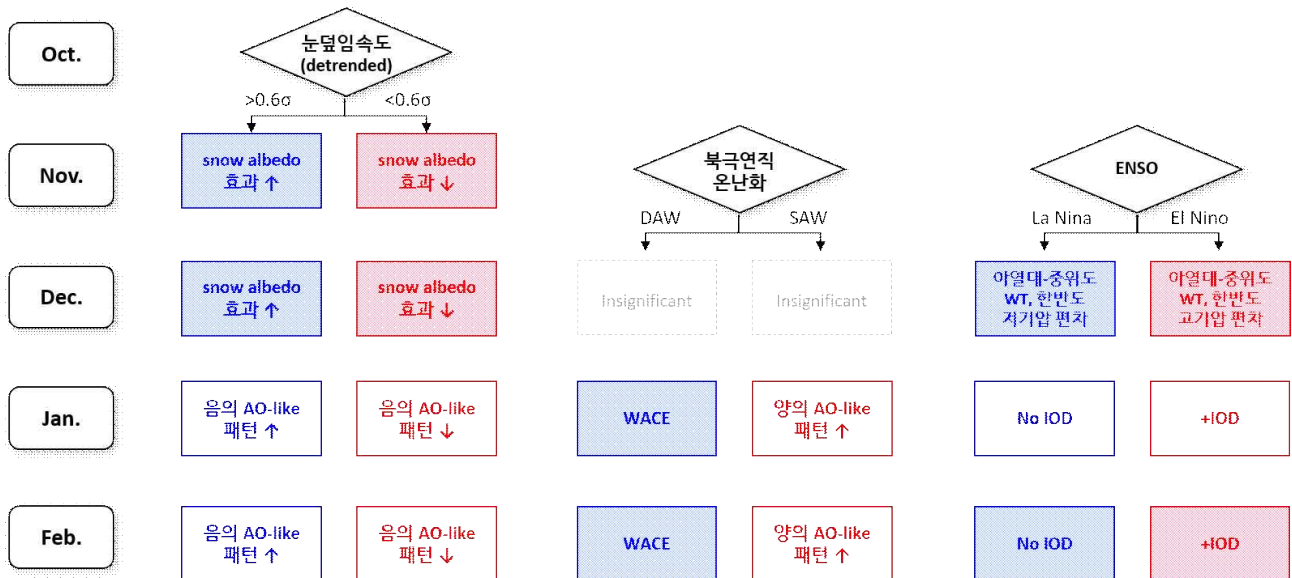 Oct.
눈덮임속도
(detrended)
>0.6σ
<0.6σ
Nov.
snow albedo
효과 ↑
snow albedo
효과 ↓
북극연직
온난화
ENSO
DAW
SAW
La Nina
El Nino
Dec.
snow albedo
효과 ↑
snow albedo
효과 ↓
Insignificant
Insignificant
아열대-중위도
WT, 한반도
저기압 편차
아열대-중위도
WT, 한반도
고기압 편차
Jan.
음의 AO-like
패턴 ↑
음의 AO-like
패턴 ↓
WACE
양의 AO-like
패턴 ↑
No IOD
+IOD
Feb.
음의 AO-like
패턴 ↑
음의 AO-like
패턴 ↓
WACE
양의 AO-like
패턴 ↑
No IOD
+IOD